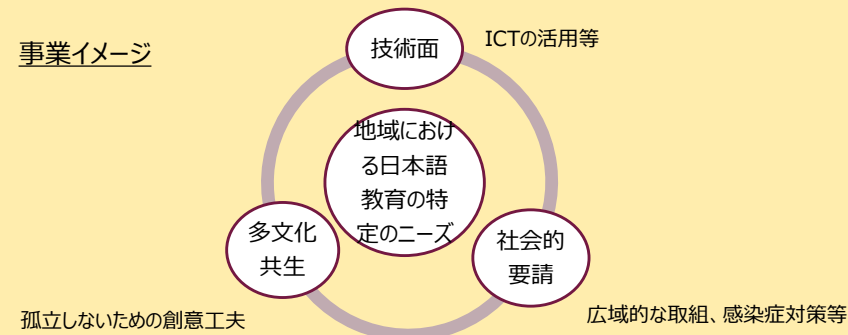 事業イメージ
技術面
ICTの活用等
地域におけ
る日本語
教育の特
定のニーズ
多文化
共生
社会的
要請
孤立しないための創意工夫
広域的な取組、感染症対策等